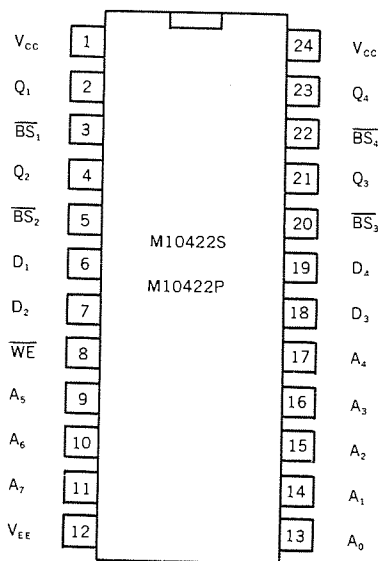 VCC 1 24 VCC
Q1 2 23 Q4
BS1 3 22 BS4
Q2 4 21 Q3
BS2 5 20 BS3
D1 6 19 D4
M10422S
M10422P
D2 7 18 D3
WE 8 17 A4
A5 9 16 A3
A6 10 15 A2
A7 11 14 A1
VEE 12 13 A0